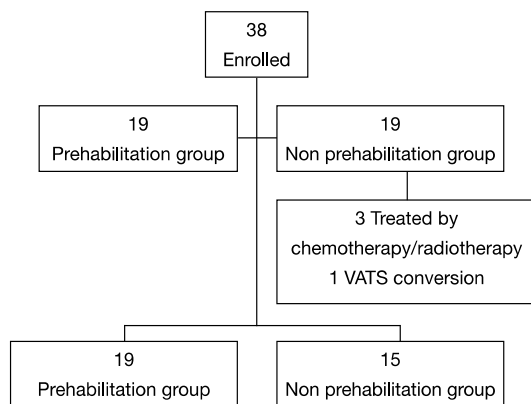 38
Enrolled
19
Prehabilitation group
19
Non prehabilitation group
3 Treated by
chemotherapy/radiotherapy
1 VATS conversion
19
Prehabilitation group
15
Non prehabilitation group